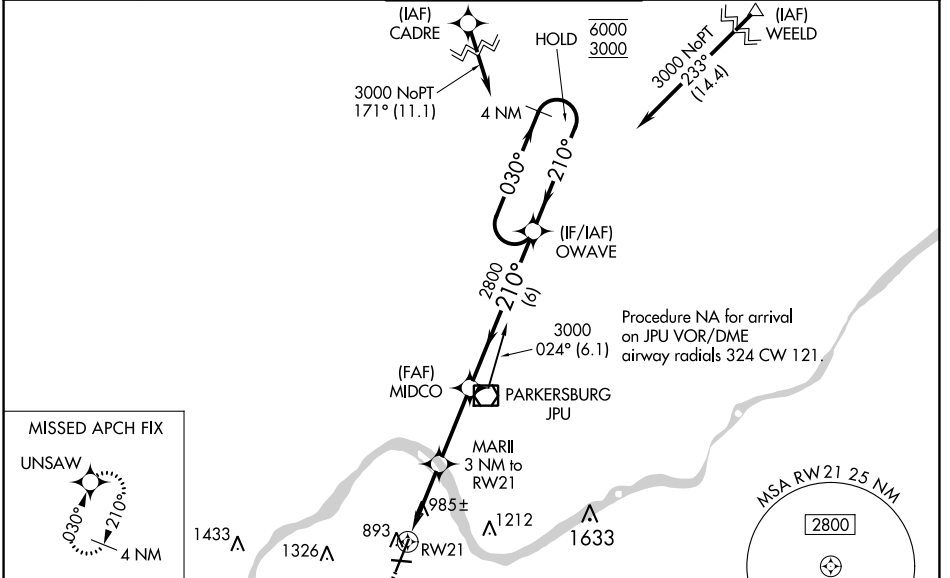 (IAF)
CADRE
HOLD
6000
3000
(IAF)
WEELD
3000 NoPT
233°
(14.4)
3000 NoPT
171° (11.1)
4 NM
030°
210°
(IF/IAF)
OWAVE
2800
210°
(6)
3000
024° (6.1)
Procedure NA for arrival
on JPU VOR/DME
airway radials 324 CW 121.
(FAF)
MIDCO
PARKERSBURG
JPU
MISSED APCH FIX
UNSAW
030°
210°
4 NM
MARII
3 NM to
RW21
985±
1212
1633
893
RW21
1433
1326
MSA RW21 25 NM
2800